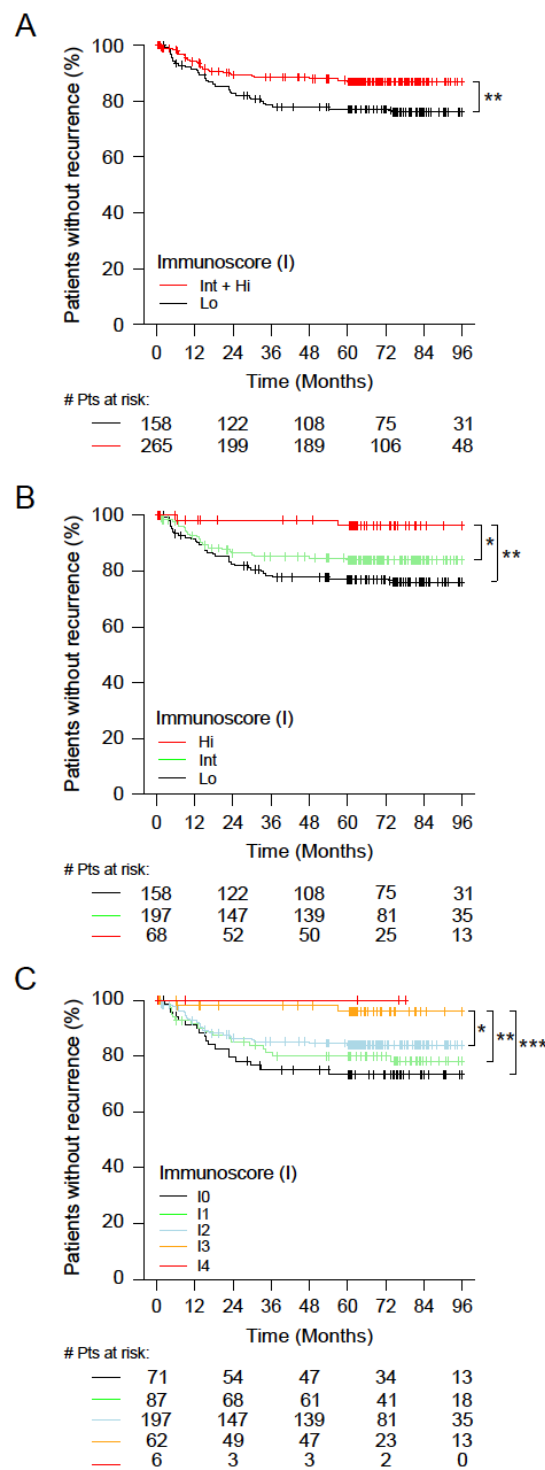 A
Patients without recurrence (%)
100
80
60
40
20
0
**
Immunoscore (I)
Int + Hi
Lo
0 12 24 36 48 60 72 84 96
Time (Months)
# Pts at risk:
158 122 108 75 31
265 199 189 106 48
B
Patients without recurrence (%)
100
80
60
40
20
0
* **
Immunoscore (I)
Hi
Int
Lo
0 12 24 36 48 60 72 84 96
Time (Months)
# Pts at risk:
158 122 108 75 31
197 147 139 81 35
68 52 50 25 13
C
Patients without recurrence (%)
100
80
60
40
20
0
* ** ***
Immunoscore (I)
I0
I1
I2
I3
I4
0 12 24 36 48 60 72 84 96
Time (Months)
# Pts at risk:
71 54 47 34 13
87 68 61 41 18
197 147 139 81 35
62 49 47 23 13
6 3 3 2 0